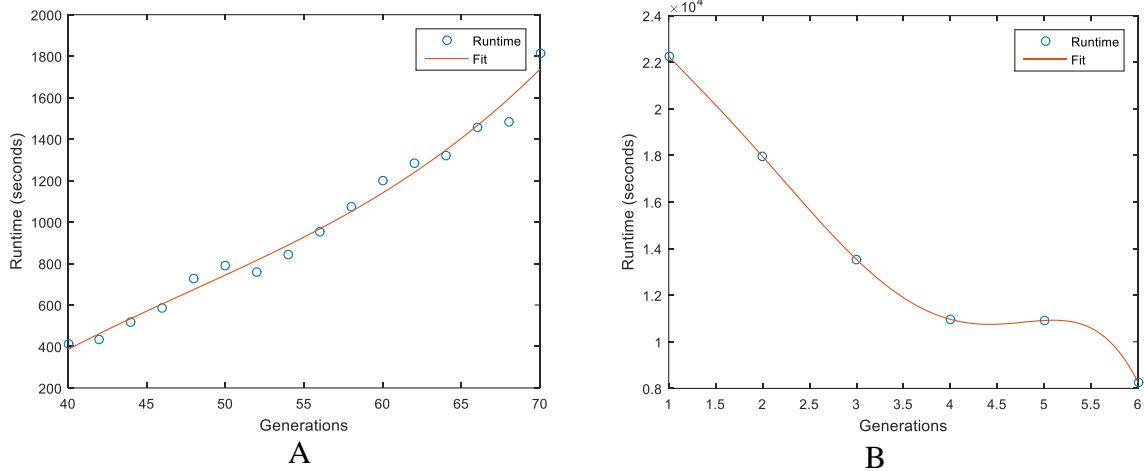 2000
1800
1600
1400
1200
1000
800
600
400
200
Runtime (seconds)
Runtime
Fit
40 45 50 55 60 65 70
Generations
A
×10⁴
2.4
2.2
2
1.8
1.6
1.4
1.2
1
0.8
Runtime (seconds)
Runtime
Fit
1 1.5 2 2.5 3 3.5 4 4.5 5 5.5 6
Generations
B